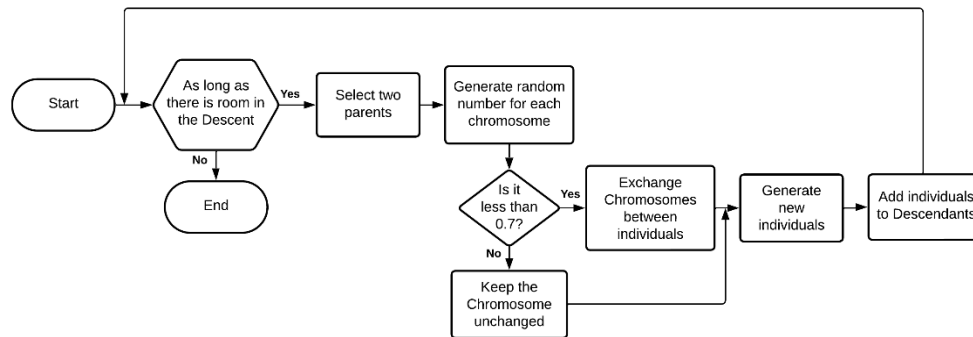 Start
As long as
there is room in
the Descent
Yes
Select two
parents
Generate random
number for each
chromosome
No
End
Is it
less than
0.7?
Yes
Exchange
Chromosomes
between
individuals
Generate
new
individuals
Add individuals
to Descendants
No
Keep the
Chromosome
unchanged